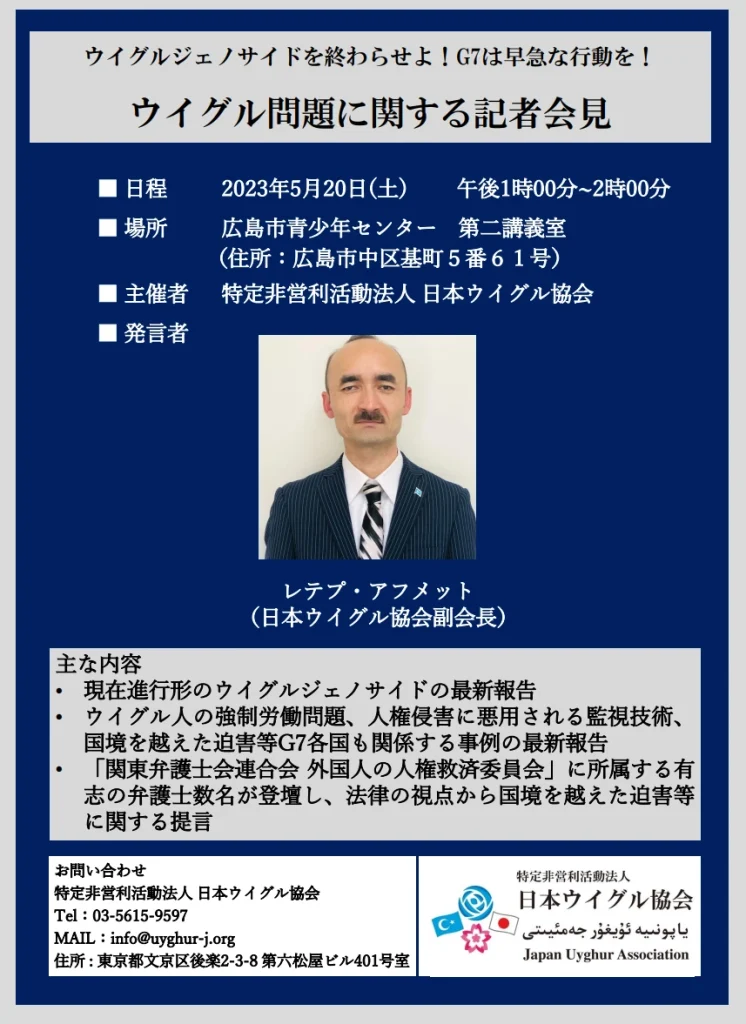 ウイグルジェノサイドを終わらせよ！G7は早急な行動を！
ウイグル問題に関する記者会見
■ 日程 2023年5月20日(土) 午後1時00分~2時00分
■ 場所 広島市青少年センター 第二講義室
（住所：広島市中区基町５番６１号）
■ 主催者 特定非営利活動法人 日本ウイグル協会
■ 発言者
レテプ・アフメット
（日本ウイグル協会副会長）
主な内容
• 現在進行形のウイグルジェノサイドの最新報告
• ウイグル人の強制労働問題、人権侵害に悪用される監視技術、
国境を越えた迫害等G7各国も関係する事例の最新報告
• 「関東弁護士会連合会 外国人の人権救済委員会」に所属する有
志の弁護士数名が登壇し、法律の視点から国境を越えた迫害等
に関する提言
お問い合わせ
特定非営利活動法人 日本ウイグル協会
Tel：03-5615-9597
MAIL：info@uyghur-j.org
住所 : 東京都文京区後楽2-3-8 第六松屋ビル401号室
特定非営利活動法人
日本ウイグル協会
ياپونىيە ئۇيغۇر جەمئىيىتى
Japan Uyghur Association